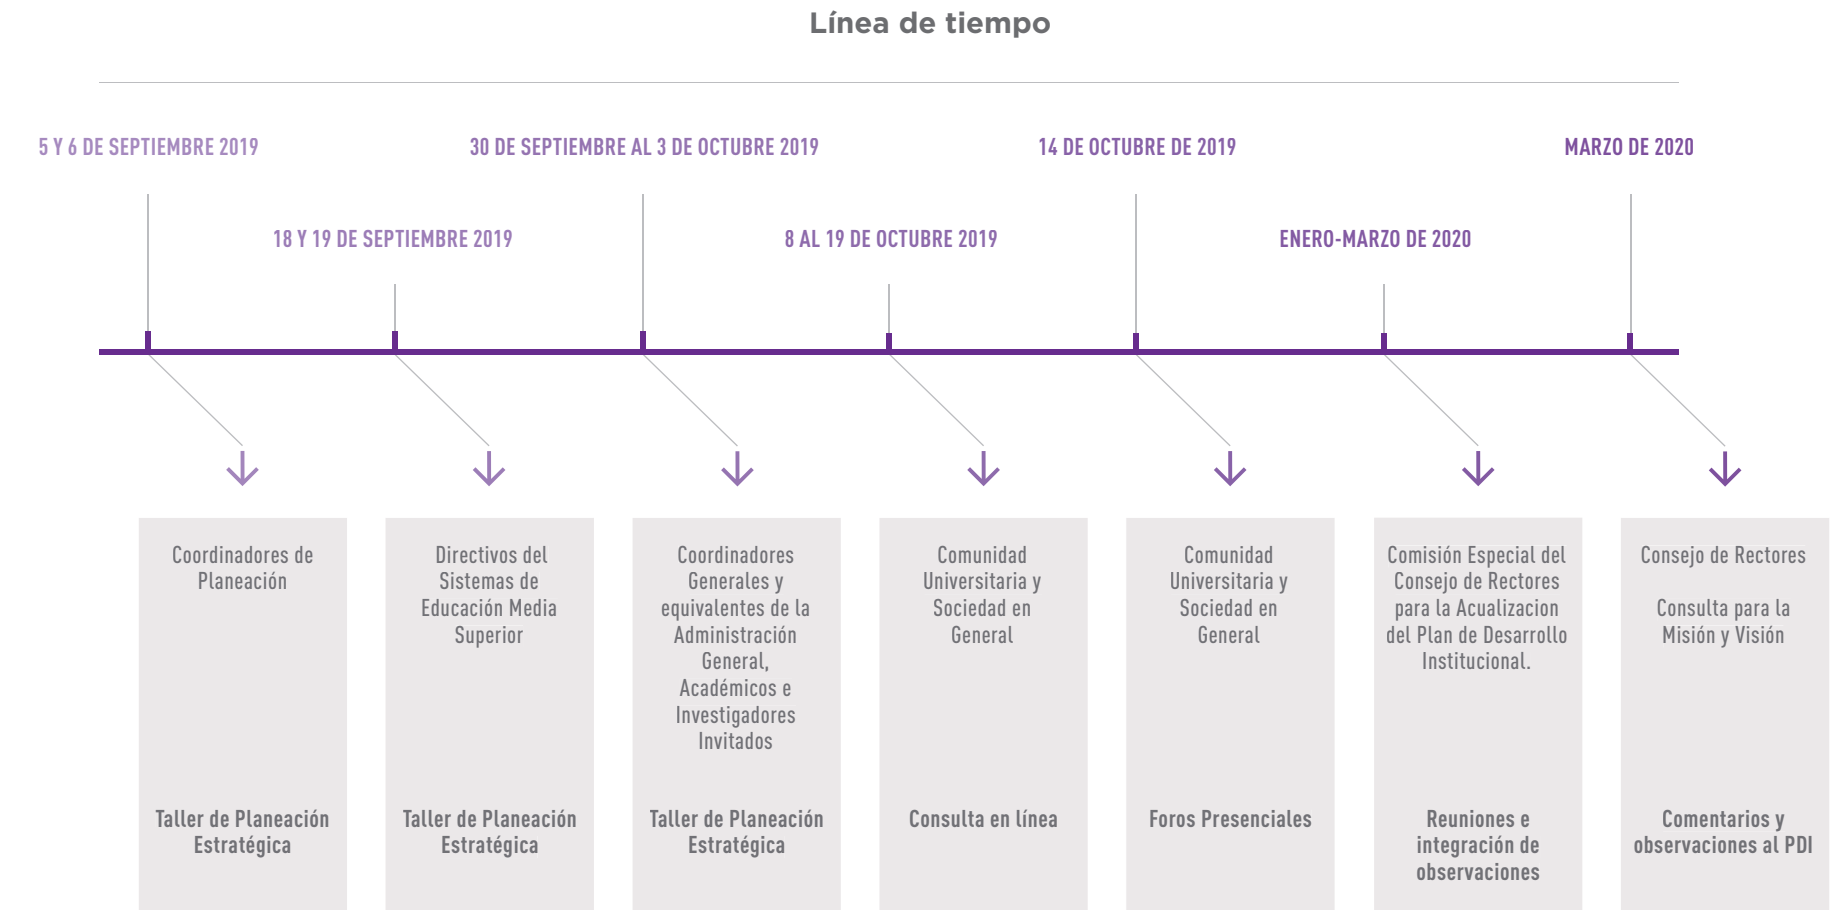 Línea de tiempo
5 Y 6 DE SEPTIEMBRE 2019
30 DE SEPTIEMBRE AL 3 DE OCTUBRE 2019
14 DE OCTUBRE DE 2019
MARZO DE 2020
18 Y 19 DE SEPTIEMBRE 2019
8 AL 19 DE OCTUBRE 2019
ENERO-MARZO DE 2020
Coordinadores de
Planeación
Taller de Planeación
Estratégica
Directivos del
Sistemas de
Educación Media
Superior
Taller de Planeación
Estratégica
Coordinadores
Generales y
equivalentes de la
Administración
General,
Académicos e
Investigadores
Invitados
Taller de Planeación
Estratégica
Comunidad
Universitaria y
Sociedad en
General
Consulta en línea
Comunidad
Universitaria y
Sociedad en
General
Foros Presenciales
Comisión Especial del
Consejo de Rectores
para la Acualizacion
del Plan de Desarrollo
Institucional.
Reuniones e
integración de
observaciones
Consejo de Rectores
Consulta para la
Misión y Visión
Comentarios y
observaciones al PDI